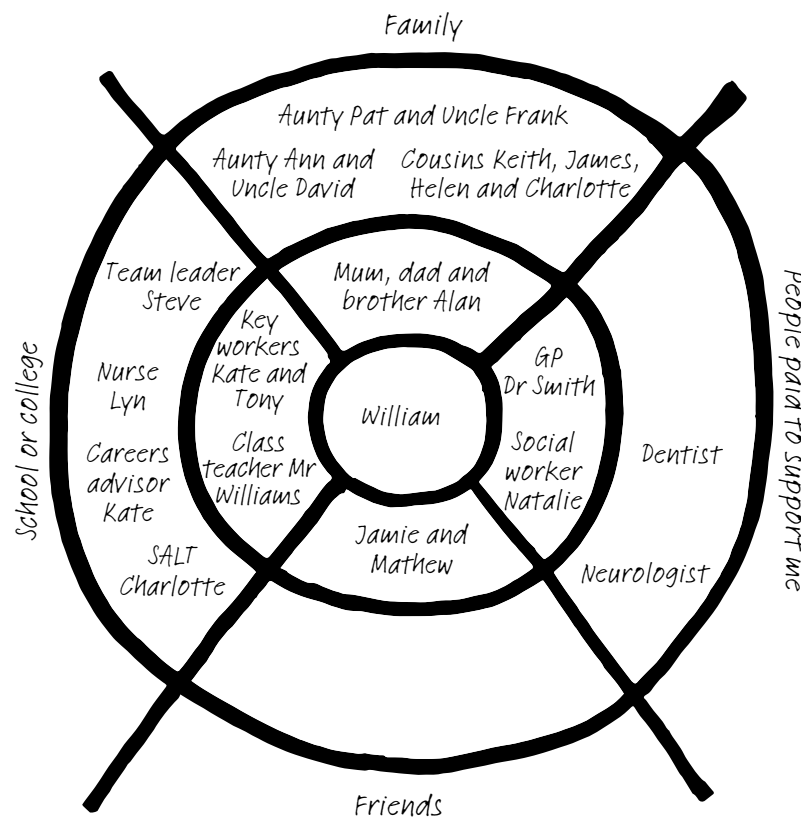 Family
Aunty Pat and Uncle Frank
Aunty Ann and
Uncle David
Cousins Keith, James,
Helen and Charlotte
Mum, dad and
brother Alan
School or college
Team leader
Steve
Nurse
Lyn
Careers
advisor
Kate
SALT
Charlotte
Key
workers
Kate and
Tony
Class
teacher Mr
Williams
William
GP
Dr Smith
Social
worker
Natalie
Dentist
Neurologist
People paid to support me
Jamie and
Mathew
Friends